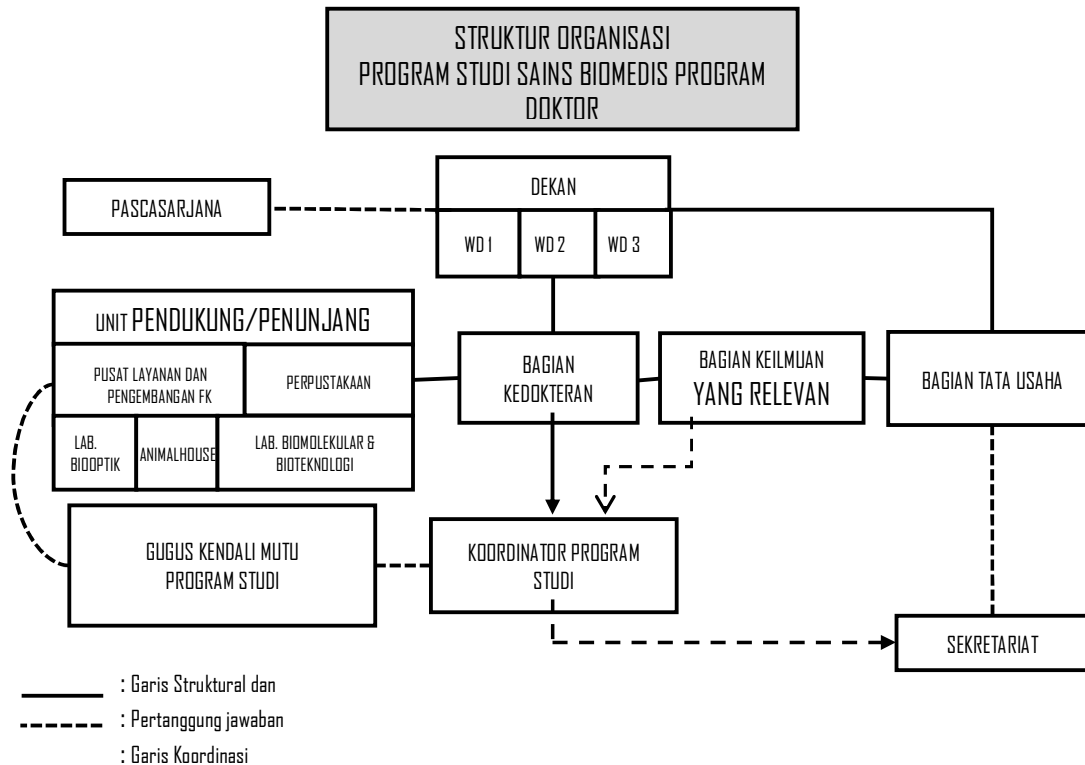 STRUKTUR ORGANISASI
PROGRAM STUDI SAINS BIOMEDIS PROGRAM
DOKTOR
PASCASARJANA
DEKAN
WD 1
WD 2
WD 3
UNIT PENDUKUNG/PENUNJANG
PUSAT LAYANAN DAN
PENGEMBANGAN FK
PERPUSTAKAAN
LAB.
BIOOPTIK
ANIMALHOUSE
LAB. BIOMOLEKULAR &
BIOTEKNOLOGI
BAGIAN
KEDOKTERAN
BAGIAN KEILMUAN
YANG RELEVAN
BAGIAN TATA USAHA
GUGUS KENDALI MUTU
PROGRAM STUDI
KOORDINATOR PROGRAM
STUDI
SEKRETARIAT
: Garis Struktural dan
: Pertanggung jawaban
: Garis Koordinasi